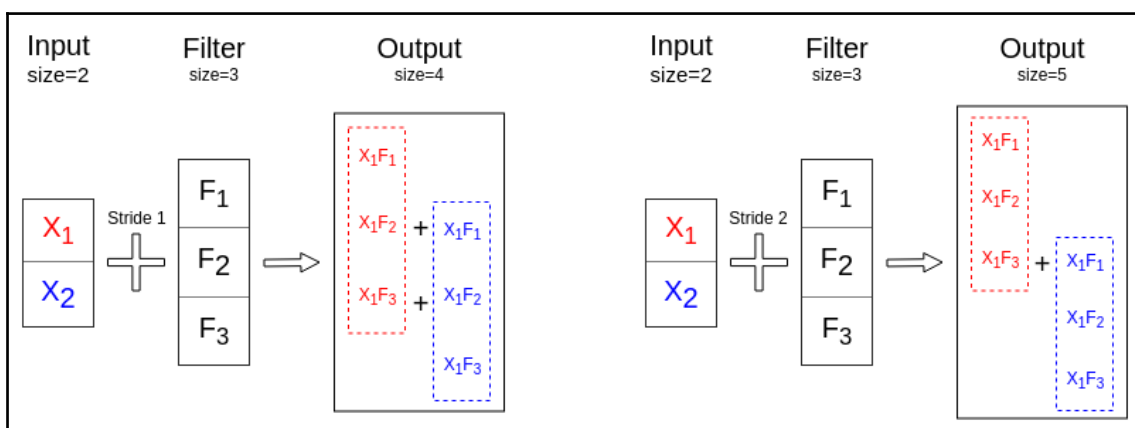 Input
size=2
Filter
size=3
Output
size=4
X₁
X₂
Stride 1
F₁
F₂
F₃
X₁F₁
X₁F₂ + X₁F₁
X₁F₃ + X₁F₂
X₁F₃
Input
size=2
Filter
size=3
Output
size=5
X₁
X₂
Stride 2
F₁
F₂
F₃
X₁F₁
X₁F₂
X₁F₃ + X₁F₁
X₁F₂
X₁F₃